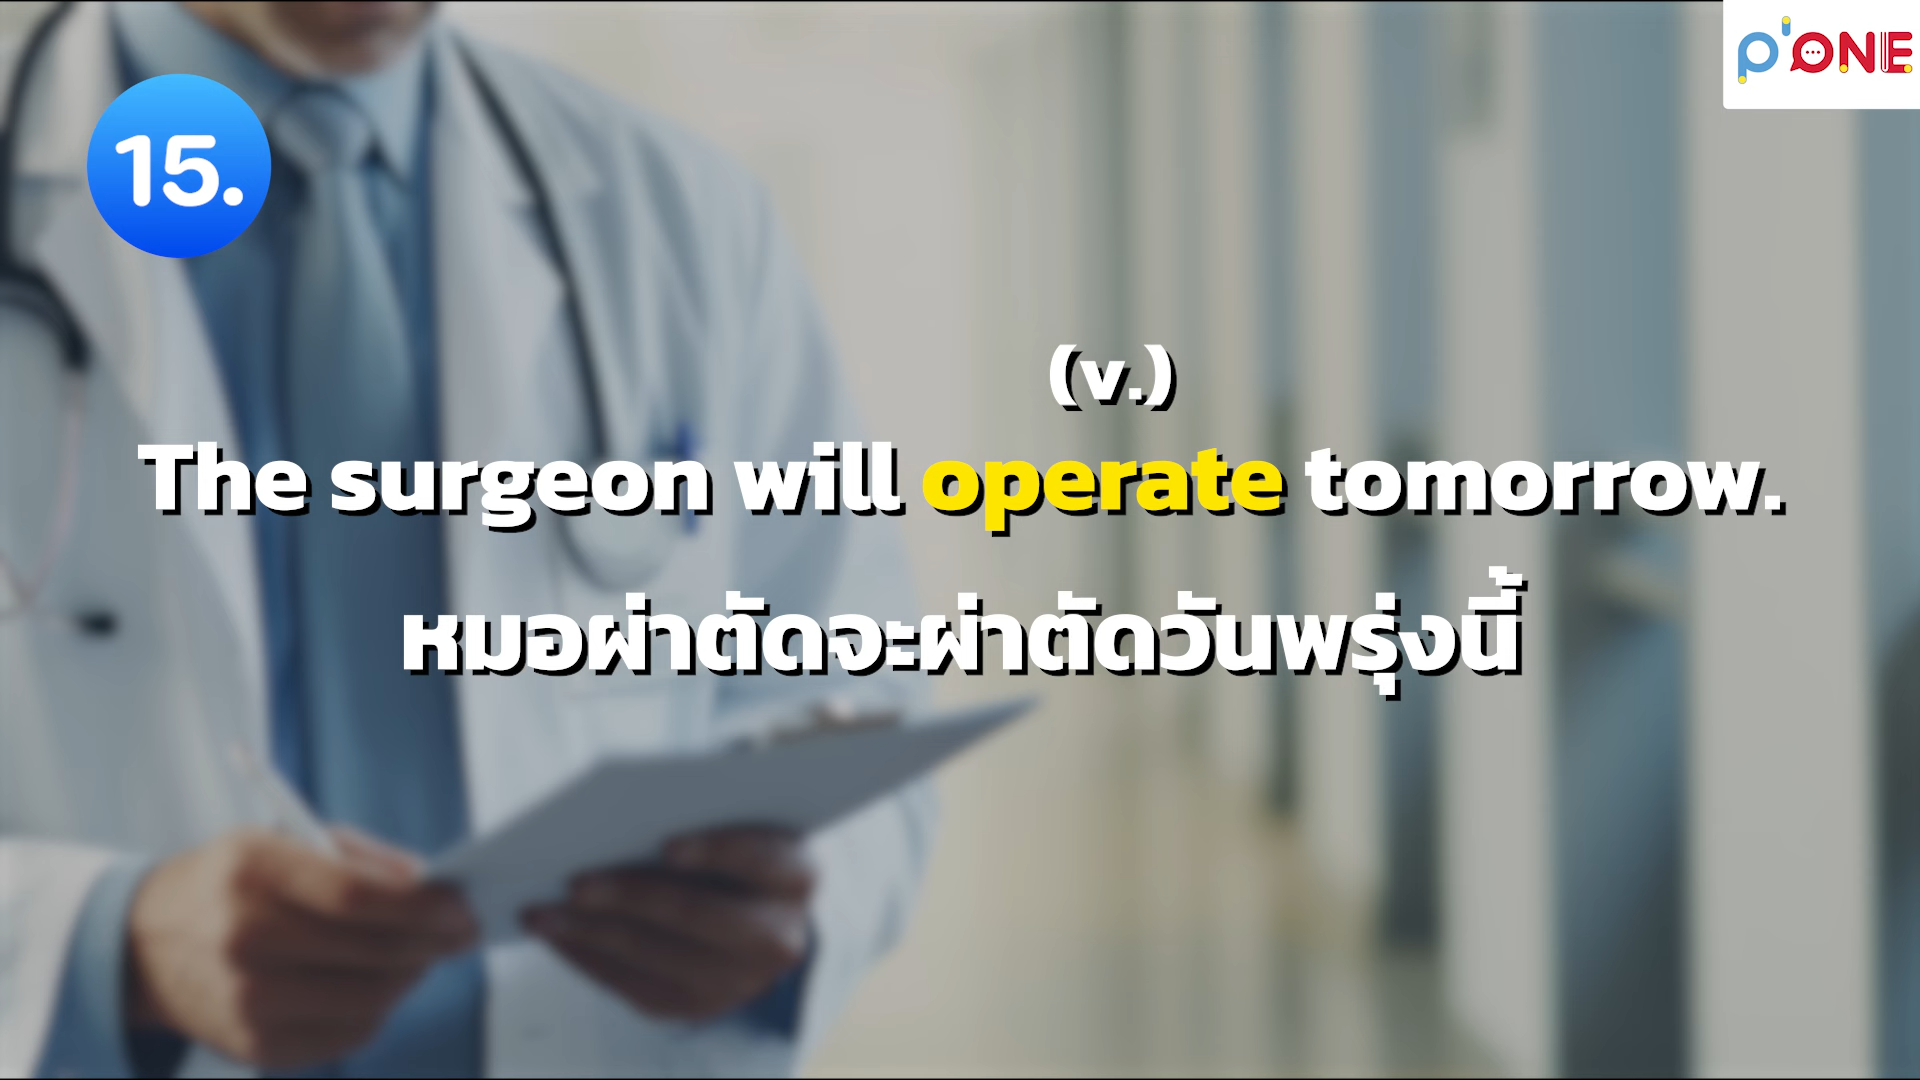 15.
P'ONE
(v.)
The surgeon will operate tomorrow.
หมอผ่าตัดจะผ่าตัดวันพรุ่งนี้